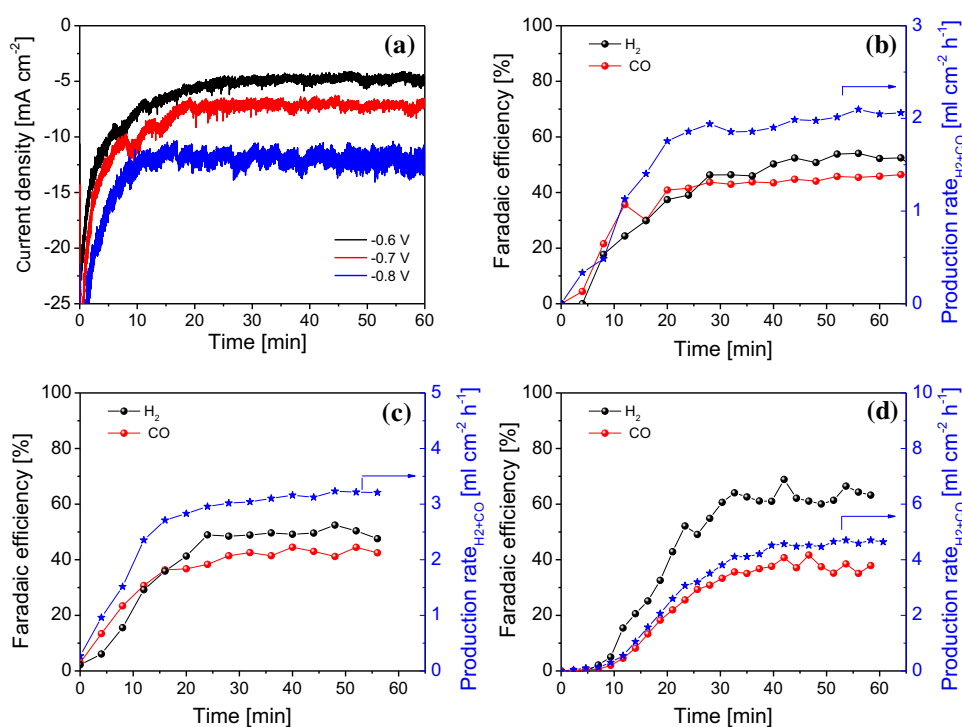 (a)
Current density [mA cm-2]
0
-5
-10
-15
-20
-25
-0.6 V
-0.7 V
-0.8 V
0 10 20 30 40 50 60
Time [min]
(b)
H2
CO
Faradaic efficiency [%]
100
80
60
40
20
0
3
2
1
0
Production rateH2+CO [ml cm-2 h-1]
0 10 20 30 40 50 60
Time [min]
(c)
H2
CO
Faradaic efficiency [%]
100
80
60
40
20
0
5
4
3
2
1
0
Production rateH2+CO [ml cm-2 h-1]
0 10 20 30 40 50 60
Time [min]
(d)
H2
CO
Faradaic efficiency [%]
100
80
60
40
20
0
10
8
6
4
2
0
Production rateH2+CO [ml cm-2 h-1]
0 10 20 30 40 50 60
Time [min]